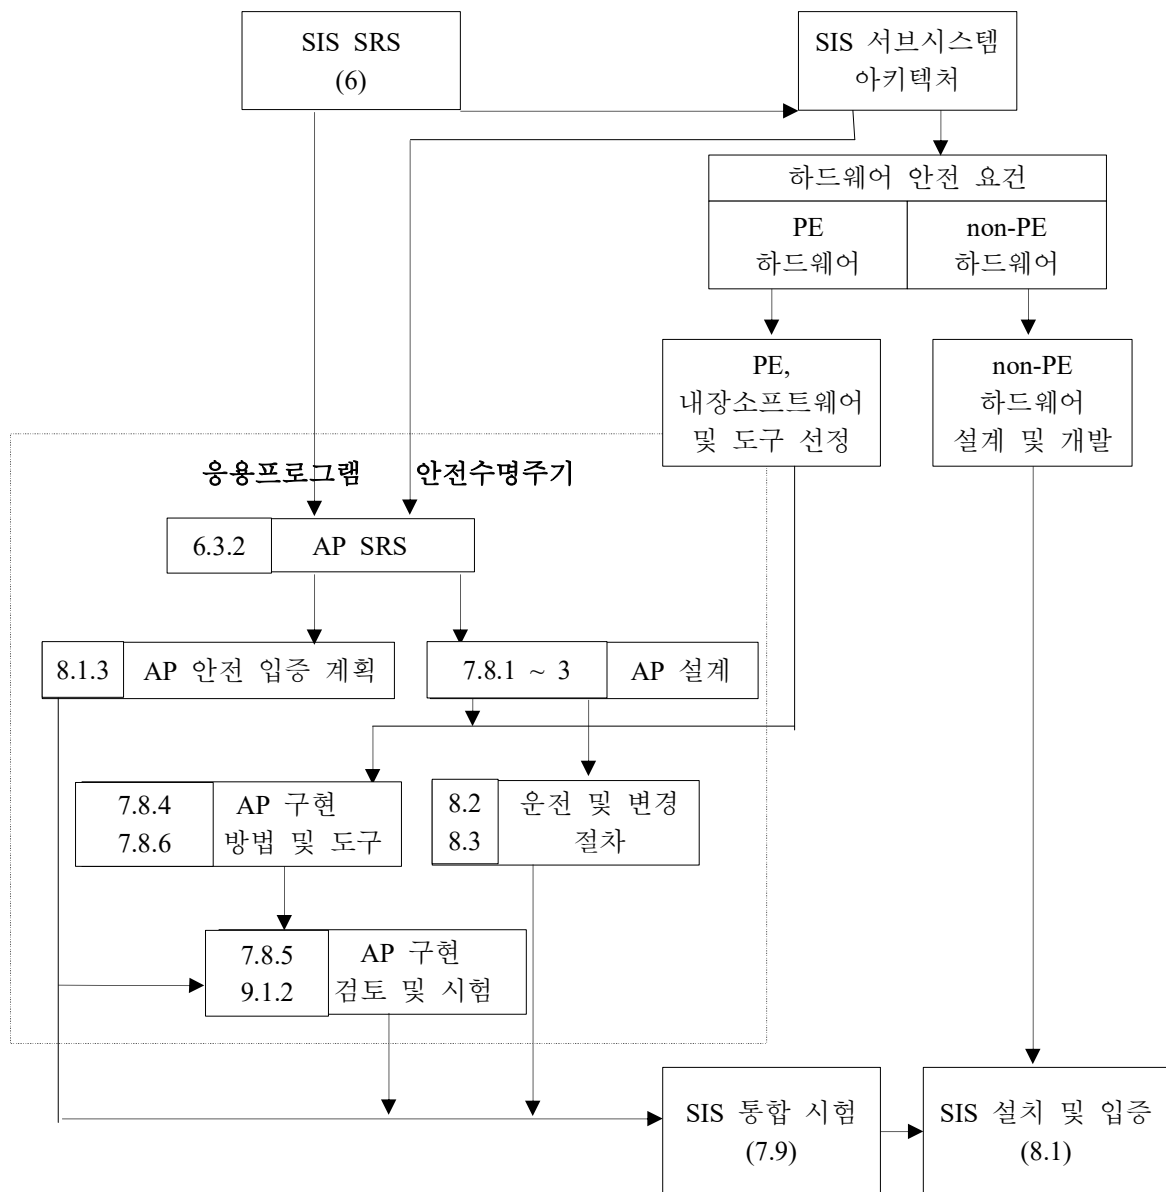 SIS SRS
(6)
SIS 서브시스템
아키텍처
하드웨어 안전 요건
PE
하드웨어
non-PE
하드웨어
PE,
내장소프트웨어
및 도구 선정
non-PE
하드웨어
설계 및 개발
응용프로그램 안전수명주기
6.3.2 AP SRS
8.1.3 AP 안전 입증 계획
7.8.1 ~ 3 AP 설계
7.8.4
7.8.6
AP 구현
방법 및 도구
8.2
8.3
운전 및 변경
절차
7.8.5
9.1.2
AP 구현
검토 및 시험
SIS 통합 시험
(7.9)
SIS 설치 및 입증
(8.1)